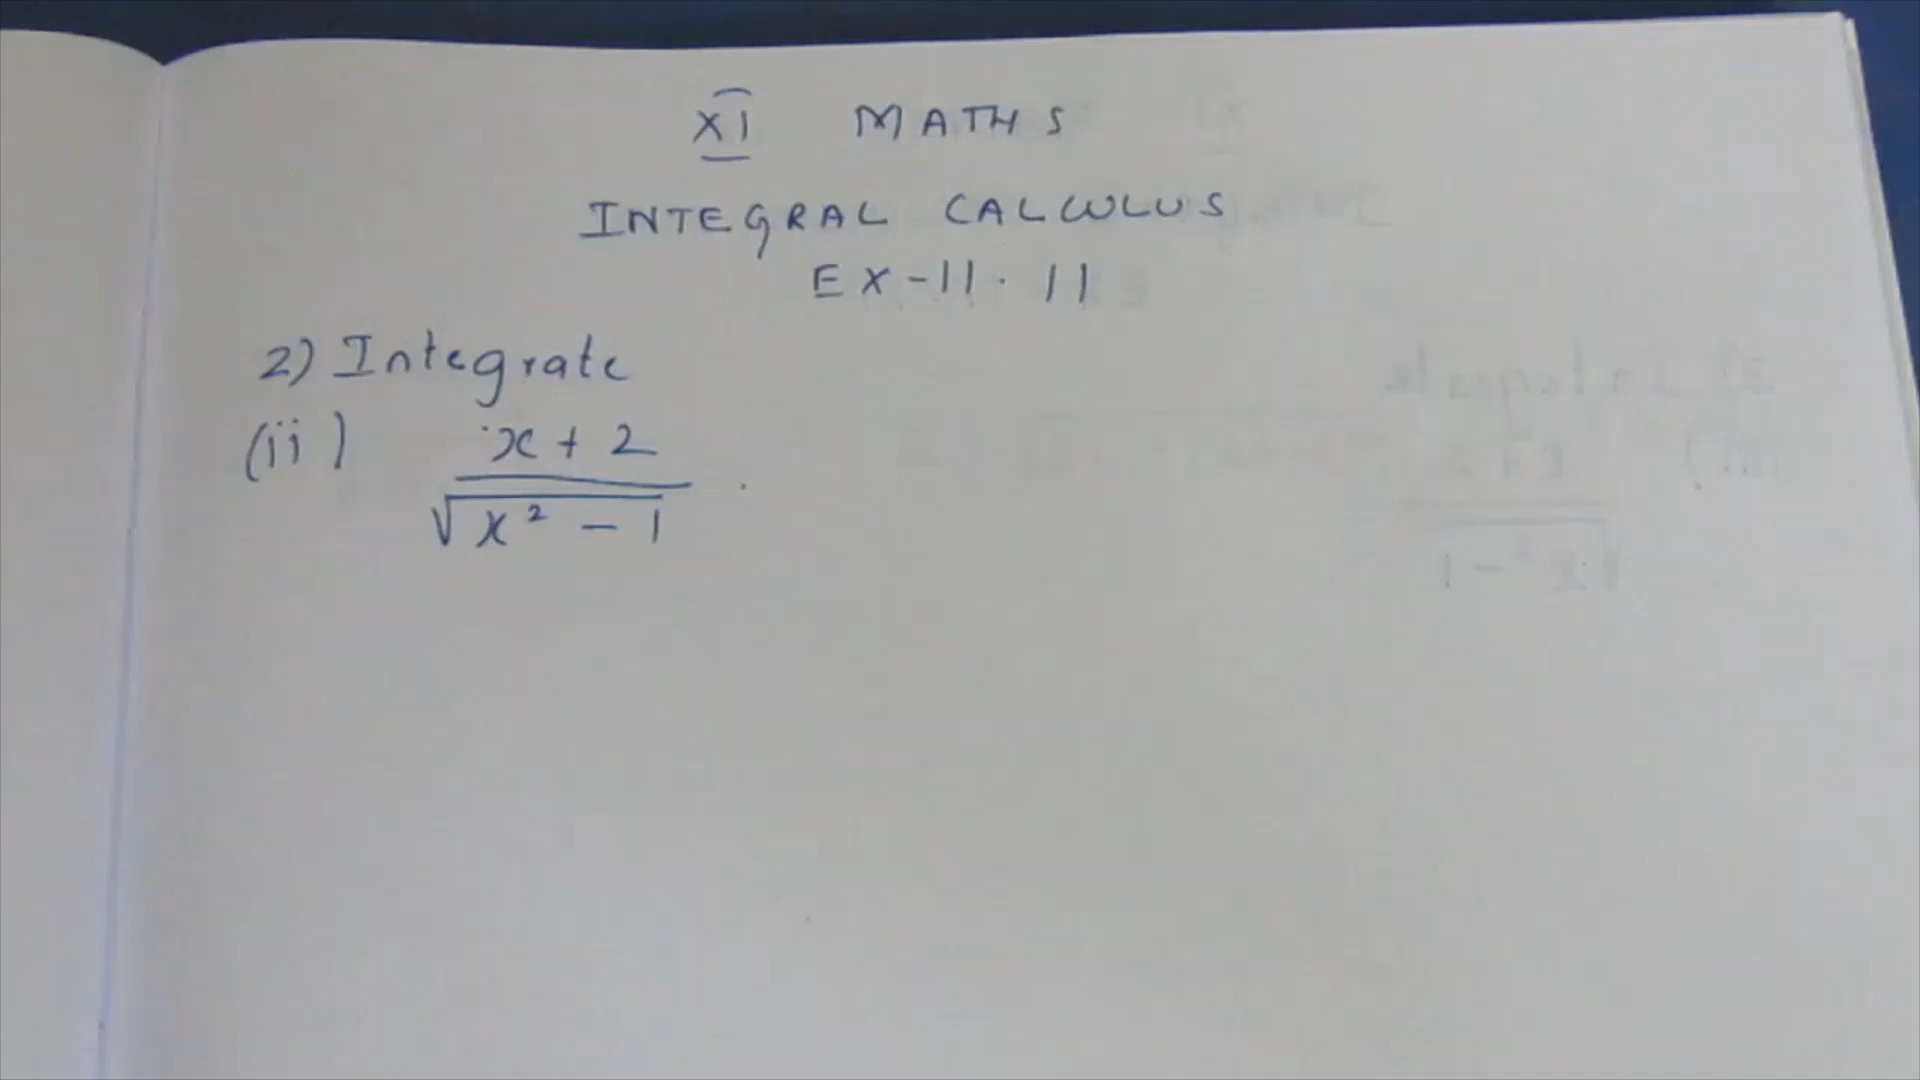 XI MATHS
INTEGRAL CALCULUS
EX-11.11
2) Integrate
(ii) x + 2
√x² - 1